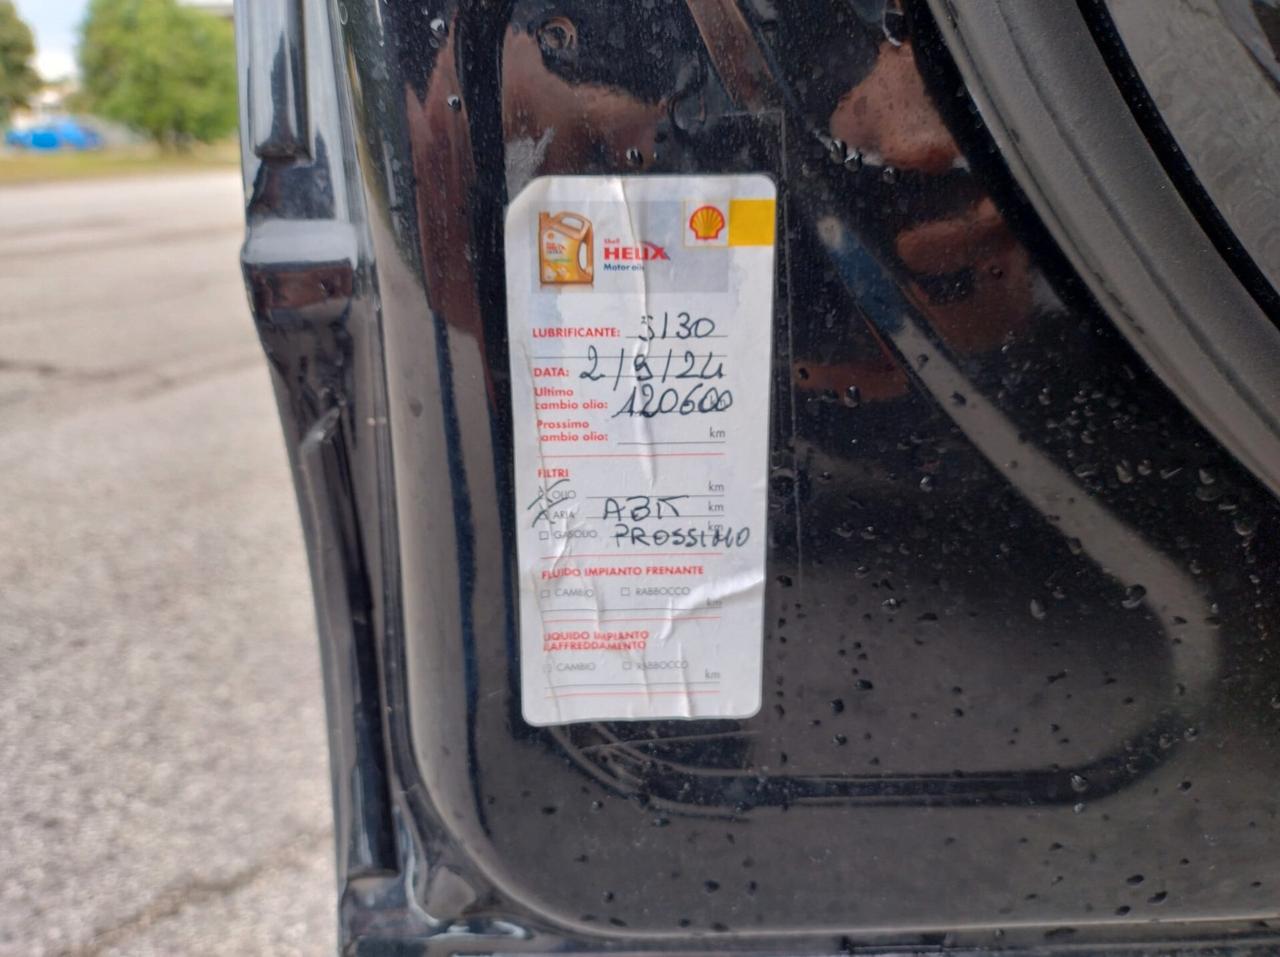 Shell
HELIX
Motor oils
LUBRIFICANTE: 5130
DATA: 2/9/24
Ultimo
cambio olio: 120600
Prossimo
cambio olio: km
FILTRI
OLIO km
ARIA km
GASOLIO PROSSIMO km
FLUIDO IMPIANTO FRENANTE
CAMBIO RABBOCCO
km
LIQUIDO IMPIANTO
RAFFREDDAMENTO
CAMBIO RABBOCCO
km